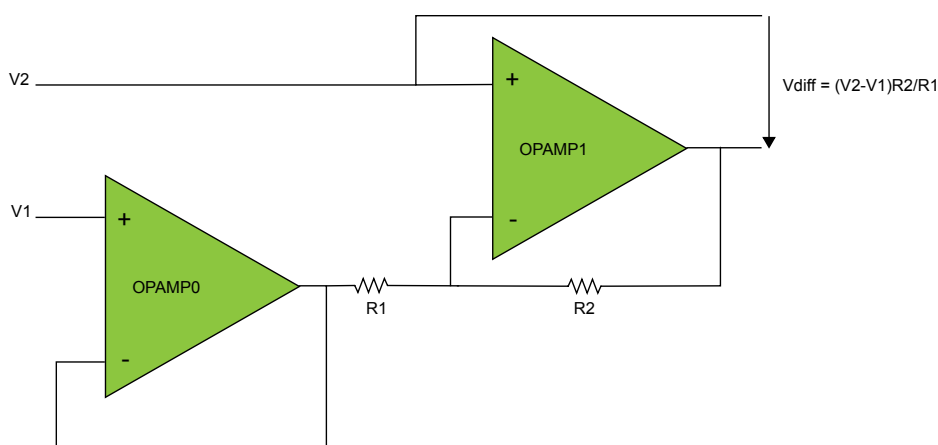 V2
+
Vdiff = (V2-V1)R2/R1
OPAMP1
V1
+
-
OPAMP0
R1
R2
-